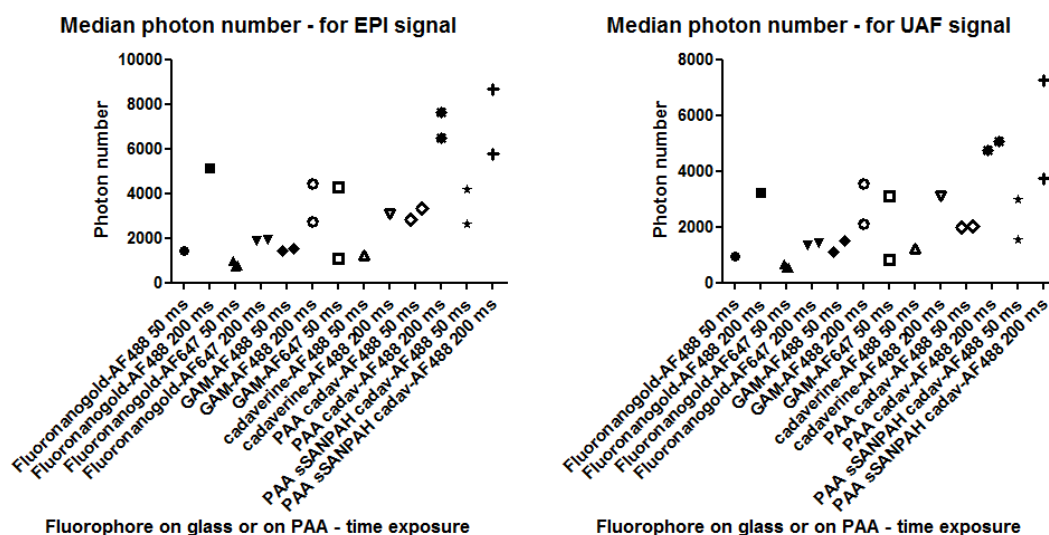 Median photon number - for EPI signal
Photon number
10000
8000
6000
4000
2000
0
Fluoronanogold-AF488 50 ms
Fluoronanogold-AF488 200 ms
Fluoronanogold-AF647 50 ms
Fluoronanogold-AF647 200 ms
GAM-AF488 50 ms
GAM-AF488 200 ms
GAM-AF647 50 ms
cadaverine-AF488 50 ms
cadaverine-AF488 200 ms
PAA cadav-AF488 50 ms
PAA cadav-AF488 200 ms
PAA sSANPAH cadav-AF488 50 ms
PAA sSANPAH cadav-AF488 200 ms
Fluorophore on glass or on PAA - time exposure
Median photon number - for UAF signal
Photon number
8000
6000
4000
2000
0
Fluoronanogold-AF488 50 ms
Fluoronanogold-AF488 200 ms
Fluoronanogold-AF647 50 ms
Fluoronanogold-AF647 200 ms
GAM-AF488 50 ms
GAM-AF488 200 ms
GAM-AF647 50 ms
cadaverine-AF488 50 ms
cadaverine-AF488 200 ms
PAA cadav-AF488 50 ms
PAA cadav-AF488 200 ms
PAA sSANPAH cadav-AF488 50 ms
PAA sSANPAH cadav-AF488 200 ms
Fluorophore on glass or on PAA - time exposure